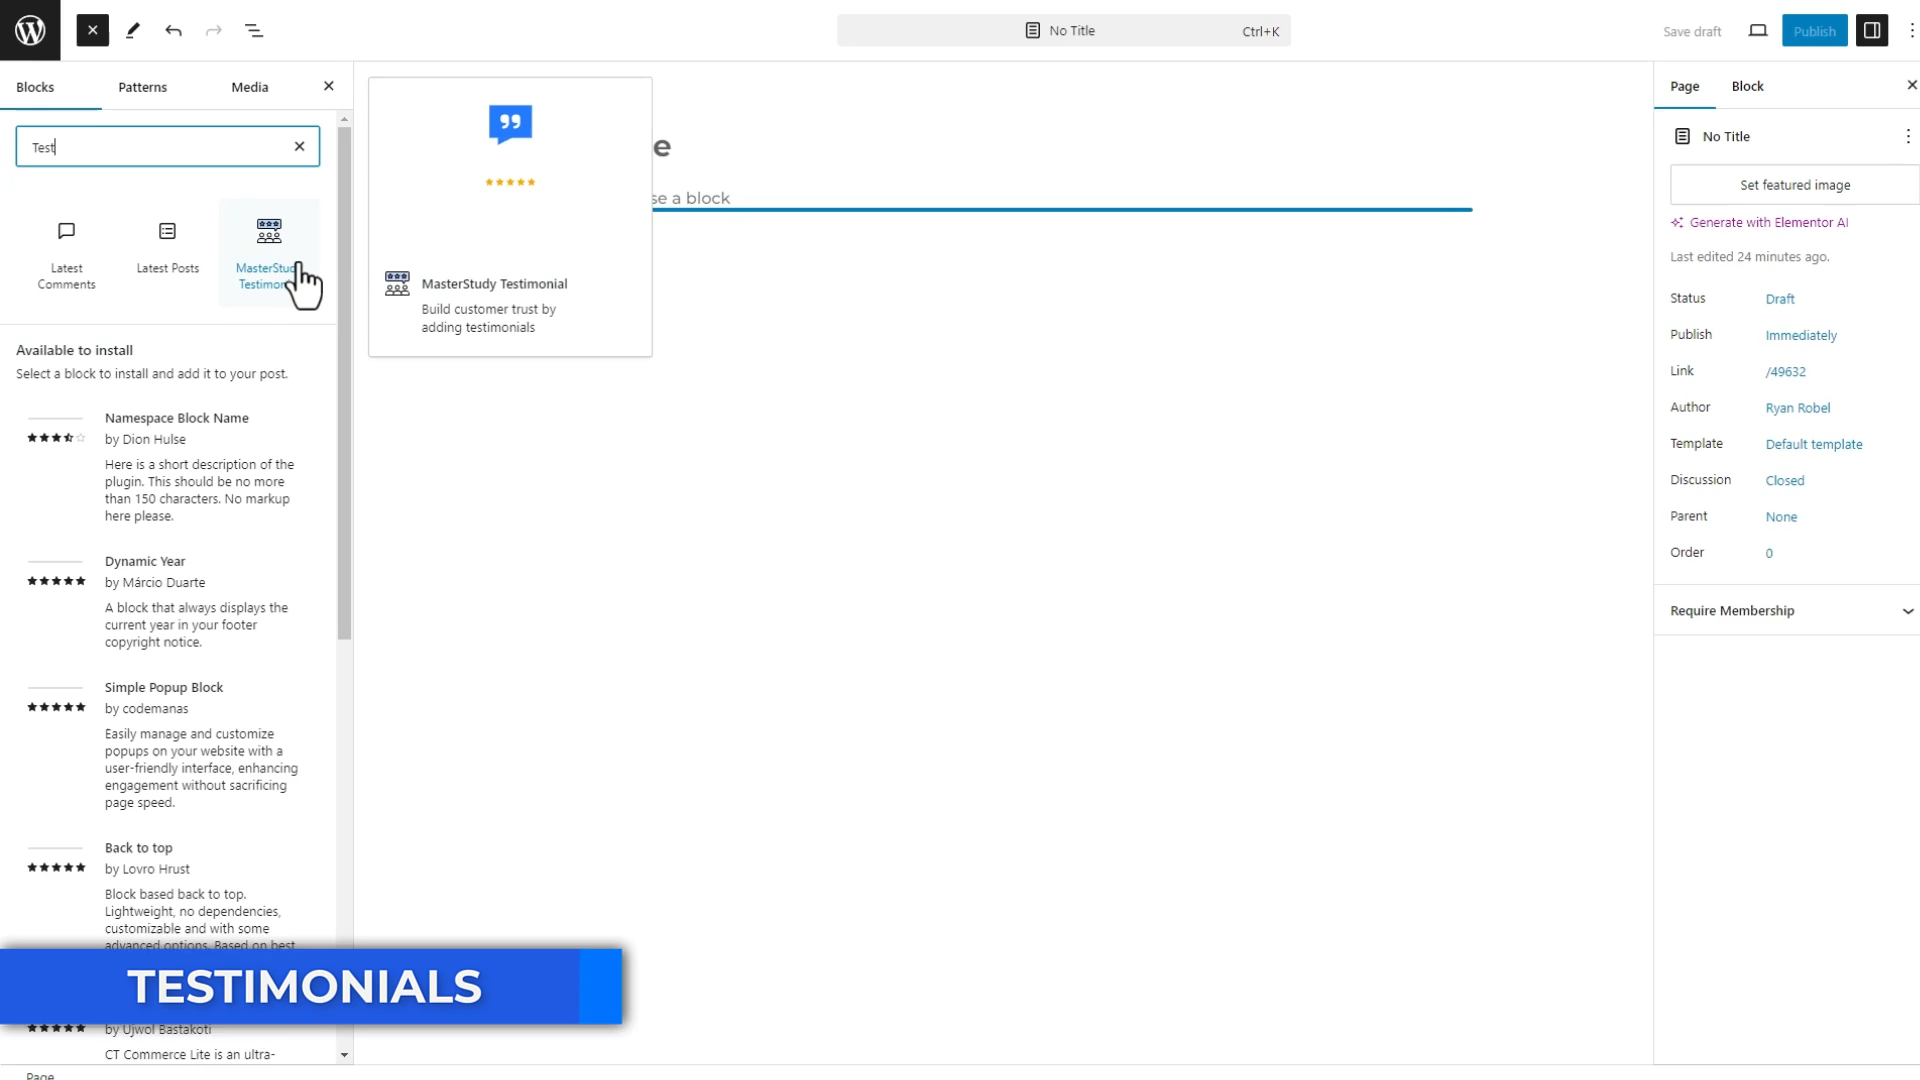 No Title
Ctrl+K
Save draft
Publish
Blocks
Patterns
Media
Test
Latest
Comments
Latest Posts
MasterStud
Testimon
Available to install
Select a block to install and add it to your post.
Namespace Block Name
by Dion Hulse
Here is a short description of the
plugin. This should be no more
than 150 characters. No markup
here please.
Dynamic Year
by Márcio Duarte
A block that always displays the
current year in your footer
copyright notice.
Simple Popup Block
by codemanas
Easily manage and customize
popups on your website with a
user-friendly interface, enhancing
engagement without sacrificing
page speed.
Back to top
by Lovro Hrust
Block based back to top.
Lightweight, no dependencies,
customizable and with some
advanced options. Based on best
TESTIMONIALS
by Ujwol Bastakoti
CT Commerce Lite is an ultra-
Page
MasterStudy Testimonial
Build customer trust by
adding testimonials
e
se a block
Page
Block
No Title
Set featured image
Generate with Elementor AI
Last edited 24 minutes ago.
Status
Draft
Publish
Immediately
Link
/49632
Author
Ryan Robel
Template
Default template
Discussion
Closed
Parent
None
Order
0
Require Membership